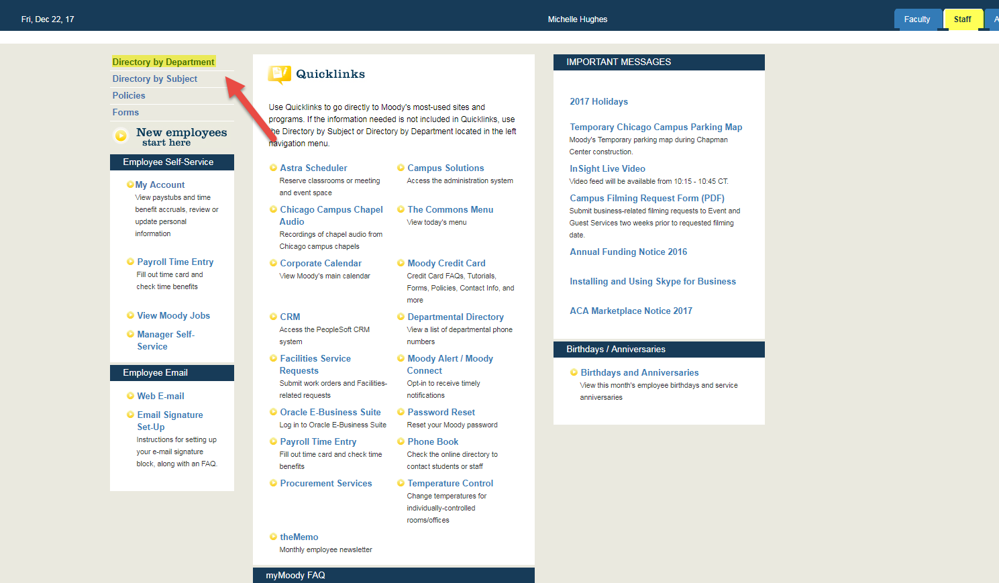 Fri, Dec 22, 17
Michelle Hughes
Faculty
Staff
A
Directory by Department
Directory by Subject
Policies
Forms
New employees
start here
Employee Self-Service
My Account
View paystubs and time
benefit accruals, review or
update personal
information
Payroll Time Entry
Fill out time card and
check time benefits
View Moody Jobs
Manager Self-
Service
Employee Email
Web E-mail
Email Signature
Set-Up
Instructions for setting up
your e-mail signature
block, along with an FAQ.
Quicklinks
Use Quicklinks to go directly to Moody's most-used sites and
programs. If the information needed is not included in Quicklinks, use
the Directory by Subject or Directory by Department located in the left
navigation menu.
Astra Scheduler
Reserve classrooms or meeting
and event space
Campus Solutions
Access the administration system
Chicago Campus Chapel
Audio
Recordings of chapel audio from
Chicago campus chapels
The Commons Menu
View today's menu
Corporate Calendar
View Moody's main calendar
Moody Credit Card
Credit Card FAQs, Tutorials,
Forms, Policies, Contact Info, and
more
CRM
Access the PeopleSoft CRM
system
Departmental Directory
View a list of departmental phone
numbers
Facilities Service
Requests
Submit work orders and Facilities-
related requests
Moody Alert / Moody
Connect
Opt-in to receive timely
notifications
Oracle E-Business Suite
Log in to Oracle E-Business Suite
Password Reset
Reset your Moody password
Payroll Time Entry
Fill out time card and check time
benefits
Phone Book
Check the online directory to
contact students or staff
Procurement Services
Temperature Control
Change temperatures for
individually-controlled
rooms/offices
theMemo
Monthly employee newsletter
myMoody FAQ
IMPORTANT MESSAGES
2017 Holidays
Temporary Chicago Campus Parking Map
Moody's Temporary parking map during Chapman
Center construction.
InSight Live Video
Video feed will be available from 10:15 - 10:45 CT.
Campus Filming Request Form (PDF)
Submit business-related filming requests to Event and
Guest Services two weeks prior to requested filming
date.
Annual Funding Notice 2016
Installing and Using Skype for Business
ACA Marketplace Notice 2017
Birthdays / Anniversaries
Birthdays and Anniversaries
View this month's employee birthdays and service
anniversaries